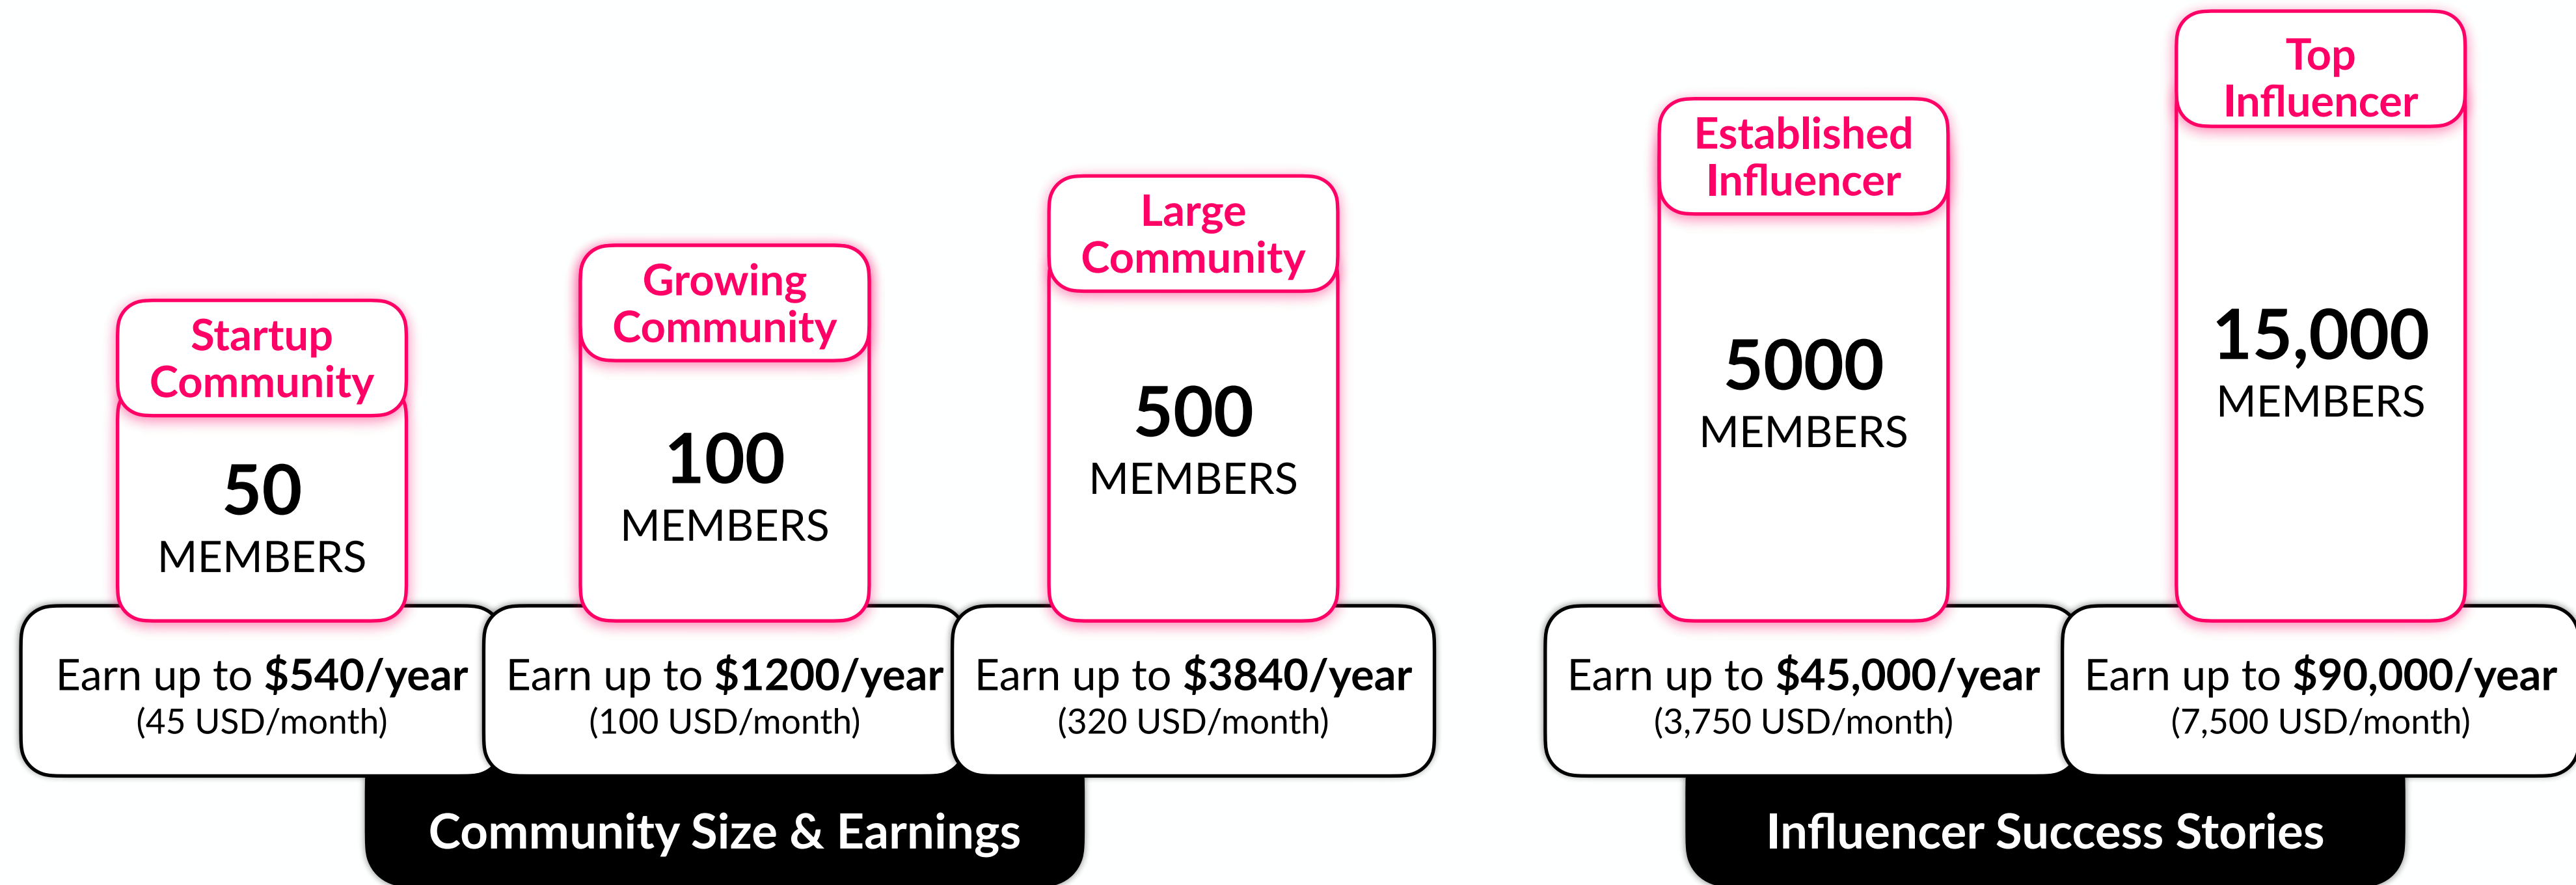 Startup
Community
50
MEMBERS
Earn up to $540/year
(45 USD/month)
Growing
Community
100
MEMBERS
Earn up to $1200/year
(100 USD/month)
Large
Community
500
MEMBERS
Earn up to $3840/year
(320 USD/month)
Community Size & Earnings
Established
Influencer
5000
MEMBERS
Earn up to $45,000/year
(3,750 USD/month)
Top
Influencer
15,000
MEMBERS
Earn up to $90,000/year
(7,500 USD/month)
Influencer Success Stories